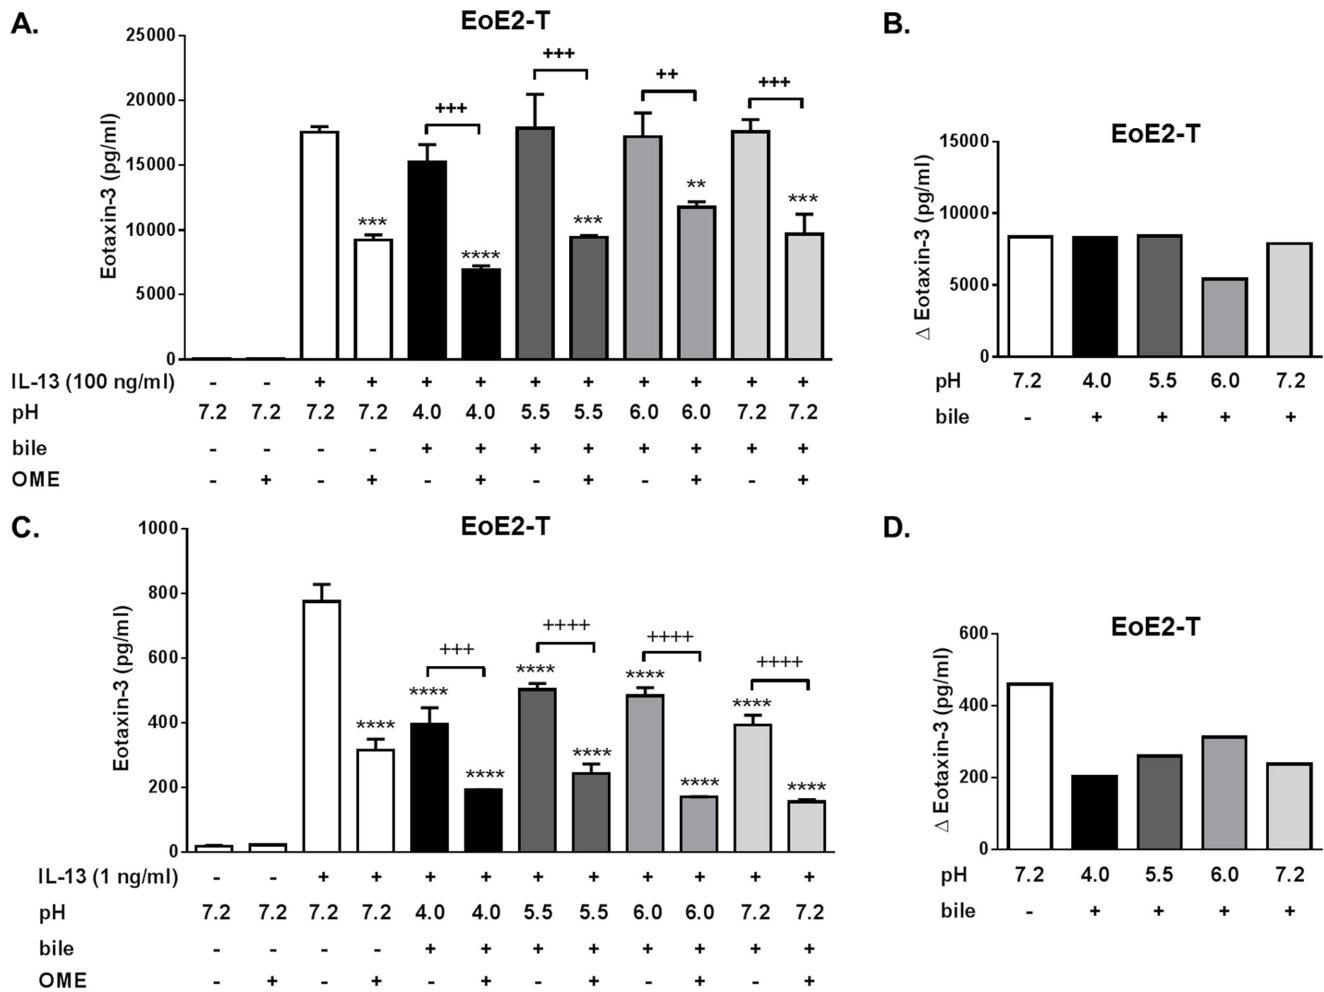 A.
EoE2-T
Eotaxin-3 (pg/ml)
25000
20000
15000
10000
5000
0
*** **** *** ** ***
+++ +++ ++ +++
IL-13 (100 ng/ml) - - + + + + + + + + + +
pH 7.2 7.2 7.2 7.2 4.0 4.0 5.5 5.5 6.0 6.0 7.2 7.2
bile - - - - + + + + + + + +
OME - + - + - + - + - + - +
B.
EoE2-T
△ Eotaxin-3 (pg/ml)
15000
10000
5000
0
pH 7.2 4.0 5.5 6.0 7.2
bile - + + + +
C.
EoE2-T
Eotaxin-3 (pg/ml)
1000
800
600
400
200
0
**** **** **** **** **** **** **** **** ****
+++ ++++ ++++ ++++
IL-13 (1 ng/ml) - - + + + + + + + + + +
pH 7.2 7.2 7.2 7.2 4.0 4.0 5.5 5.5 6.0 6.0 7.2 7.2
bile - - - - + + + + + + + +
OME - + - + - + - + - + - +
D.
EoE2-T
△ Eotaxin-3 (pg/ml)
600
400
200
0
pH 7.2 4.0 5.5 6.0 7.2
bile - + + + +